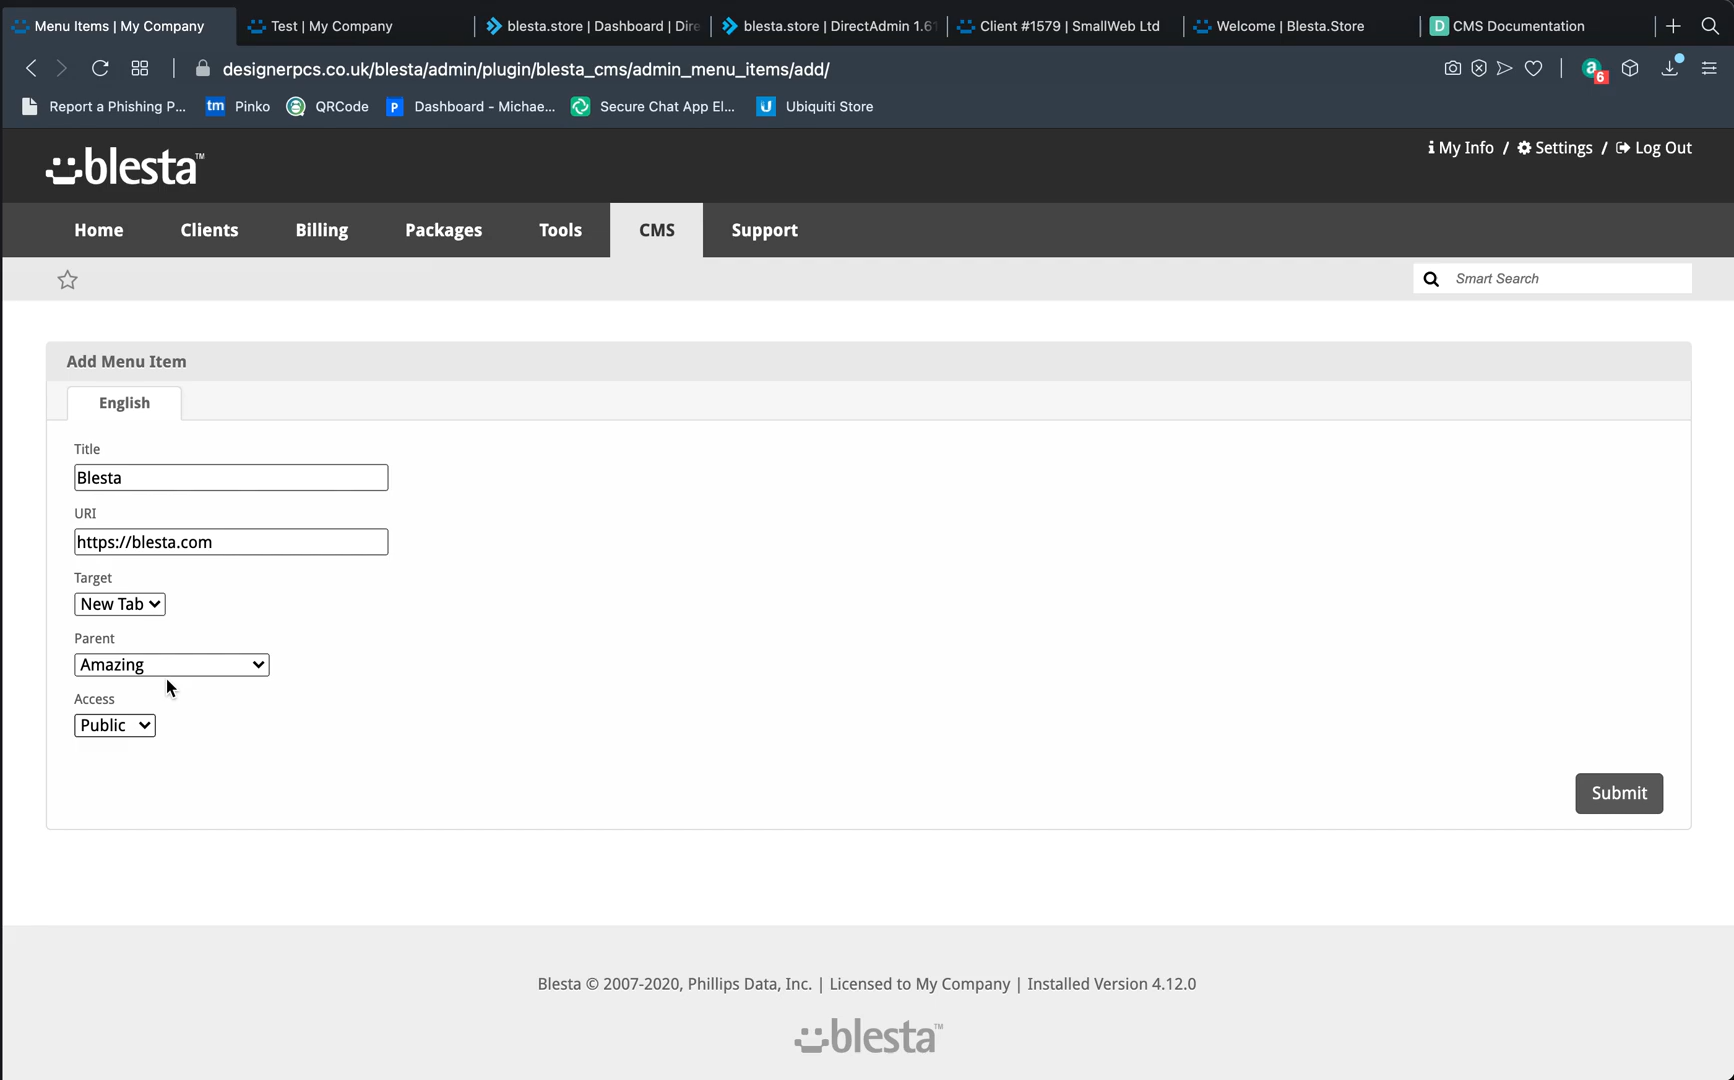 Menu Items | My Company
Test | My Company
blesta.store | Dashboard | Dire
blesta.store | DirectAdmin 1.61
Client #1579 | SmallWeb Ltd
Welcome | Blesta.Store
D CMS Documentation
designerpcs.co.uk/blesta/admin/plugin/blesta_cms/admin_menu_items/add/
a 6
Report a Phishing P...
tm Pinko
QRCode
P Dashboard - Michae...
Secure Chat App El...
U Ubiquiti Store
blesta™
My Info / Settings / Log Out
Home
Clients
Billing
Packages
Tools
CMS
Support
Smart Search
Add Menu Item
English
Title
Blesta
URI
https://blesta.com
Target
New Tab
Parent
Amazing
Access
Public
Submit
Blesta © 2007-2020, Phillips Data, Inc. | Licensed to My Company | Installed Version 4.12.0
blesta™